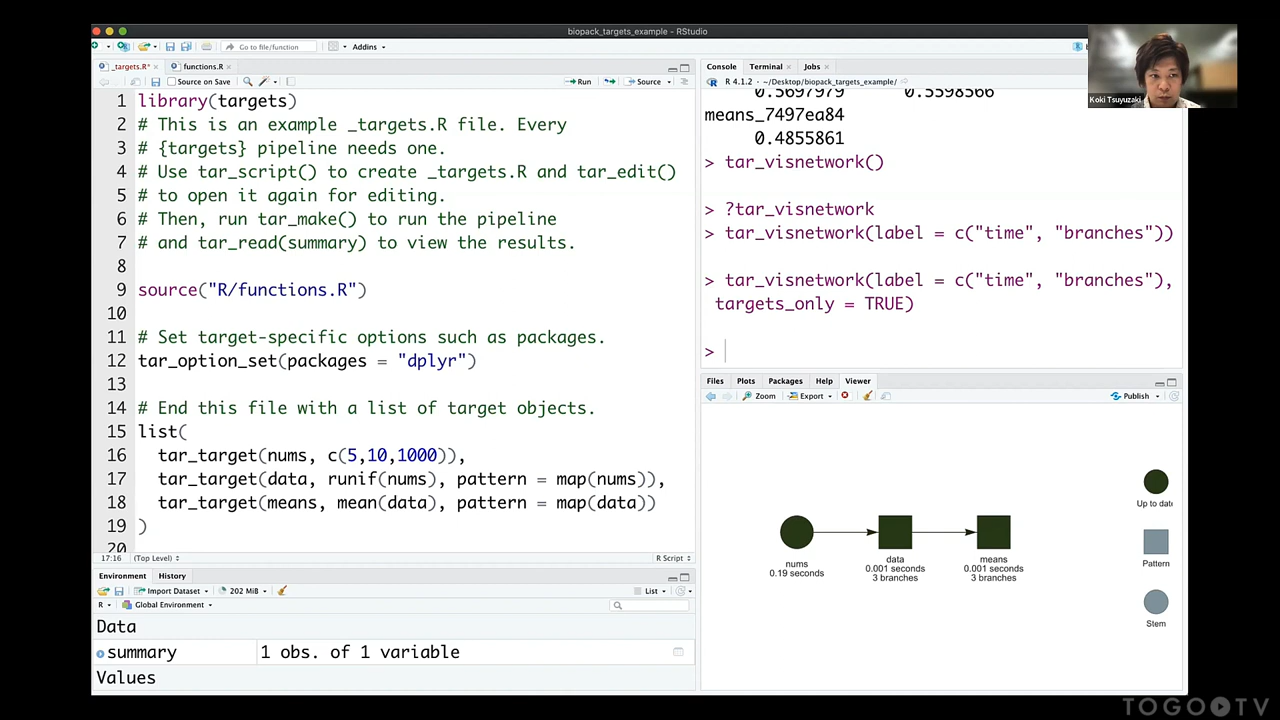 biopack_targets_example - RStudio
Go to file/function
Addins
_targets.R*
functions.R
Source on Save
Run
Source
1 library(targets)
2 # This is an example _targets.R file. Every
3 # {targets} pipeline needs one.
4 # Use tar_script() to create _targets.R and tar_edit()
5 # to open it again for editing.
6 # Then, run tar_make() to run the pipeline
7 # and tar_read(summary) to view the results.
8
9 source("R/functions.R")
10
11 # Set target-specific options such as packages.
12 tar_option_set(packages = "dplyr")
13
14 # End this file with a list of target objects.
15 list(
16 tar_target(nums, c(5,10,1000)),
17 tar_target(data, runif(nums), pattern = map(nums)),
18 tar_target(means, mean(data), pattern = map(data))
19 )
20
17:16 (Top Level) R Script
Environment History
Import Dataset 202 MiB List
R Global Environment
Data
summary 1 obs. of 1 variable
Values
Console Terminal Jobs
R 4.1.2 · ~/Desktop/biopack_targets_example/
0.5697979 0.5598566
means_7497ea84
0.4855861
> tar_visnetwork()
> ?tar_visnetwork
> tar_visnetwork(label = c("time", "branches"))
> tar_visnetwork(label = c("time", "branches"),
targets_only = TRUE)
>
Files Plots Packages Help Viewer
Zoom Export Publish
nums
0.19 seconds
data
0.001 seconds
3 branches
means
0.001 seconds
3 branches
Up to date
Pattern
Stem
Koki Tsuyuzaki
TOGO TV